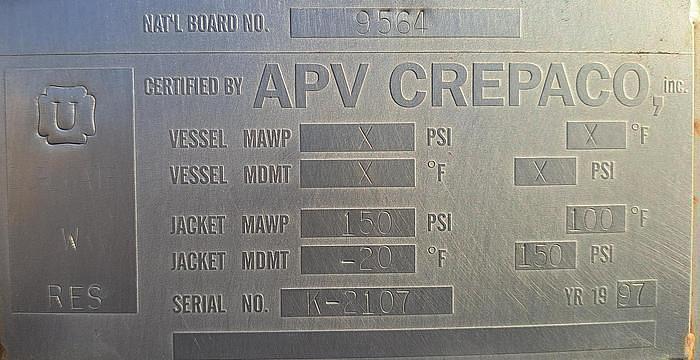 NAT'L BOARD NO. 9564
CERTIFIED BY APV CREPACO, inc.
U
VESSEL MAWP X PSI X °F
VESSEL MDMT X °F X PSI
W
JACKET MAWP 150 PSI 100 °F
JACKET MDMT -20 °F 150 PSI
RES
SERIAL NO. K-2107 YR 19 97